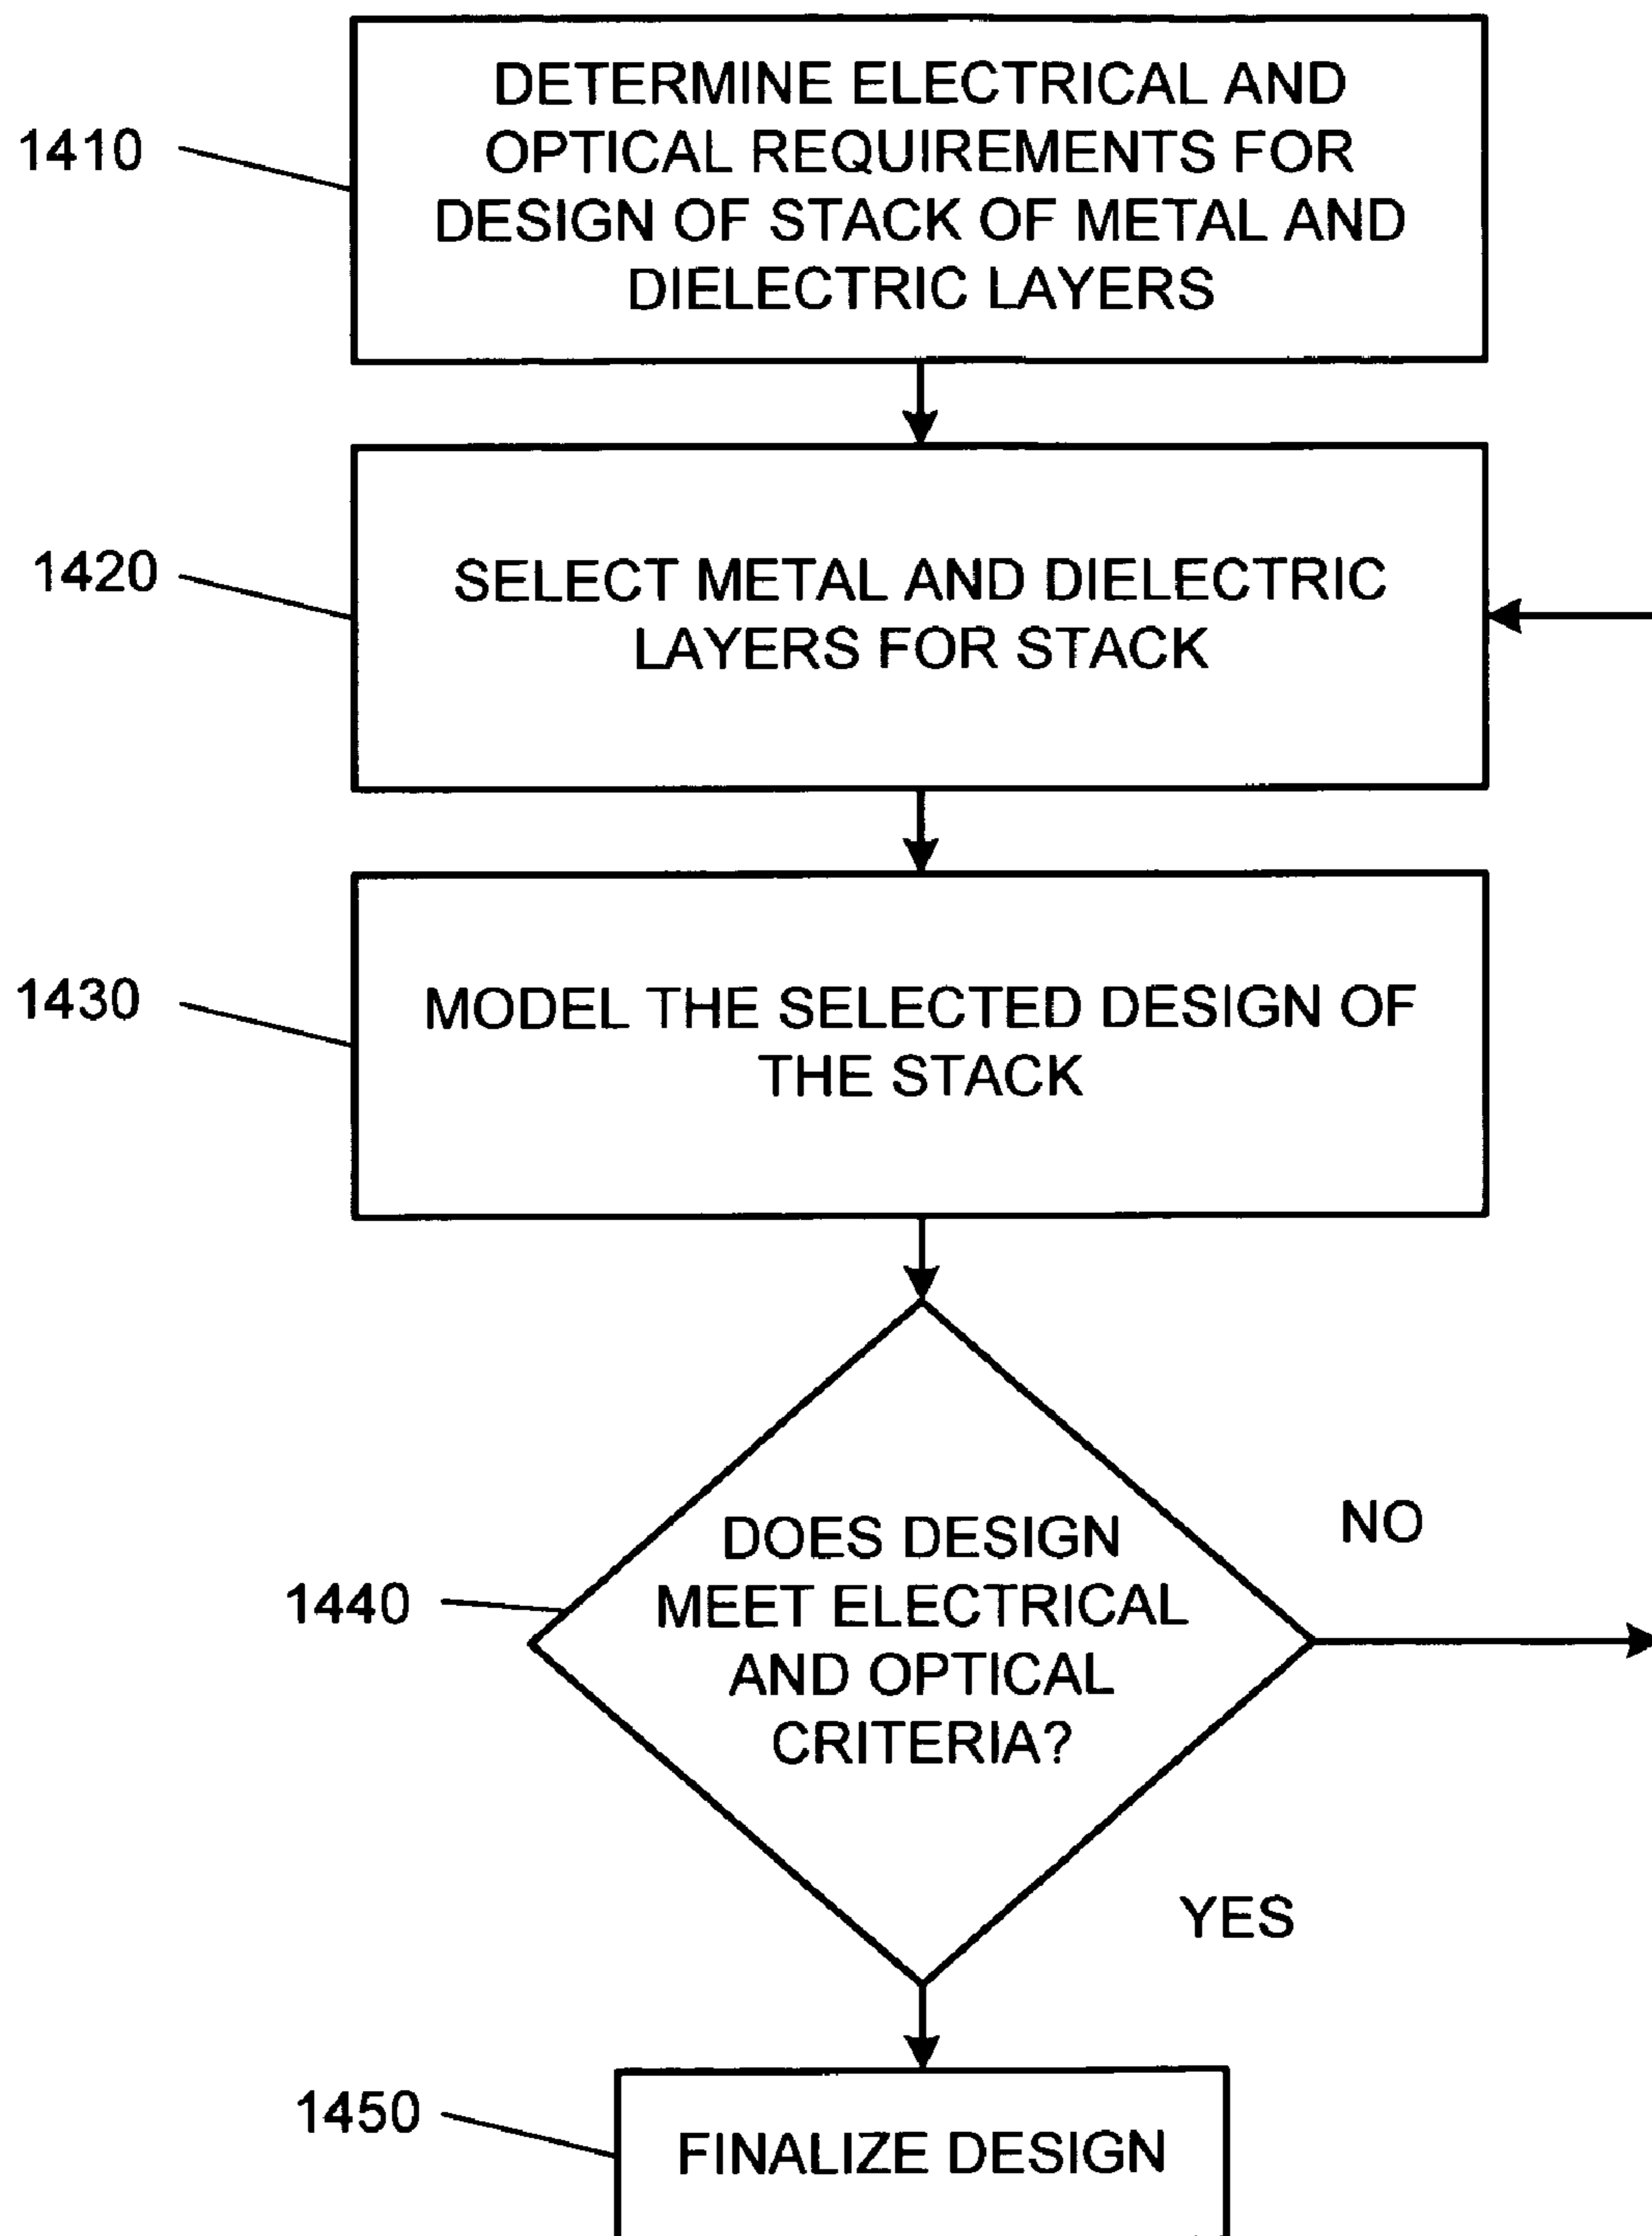 DETERMINE ELECTRICAL AND
OPTICAL REQUIREMENTS FOR
DESIGN OF STACK OF METAL AND
DIELECTRIC LAYERS
1410
SELECT METAL AND DIELECTRIC
LAYERS FOR STACK
1420
MODEL THE SELECTED DESIGN OF
THE STACK
1430
DOES DESIGN
MEET ELECTRICAL
AND OPTICAL
CRITERIA?
1440
NO
YES
1450
FINALIZE DESIGN